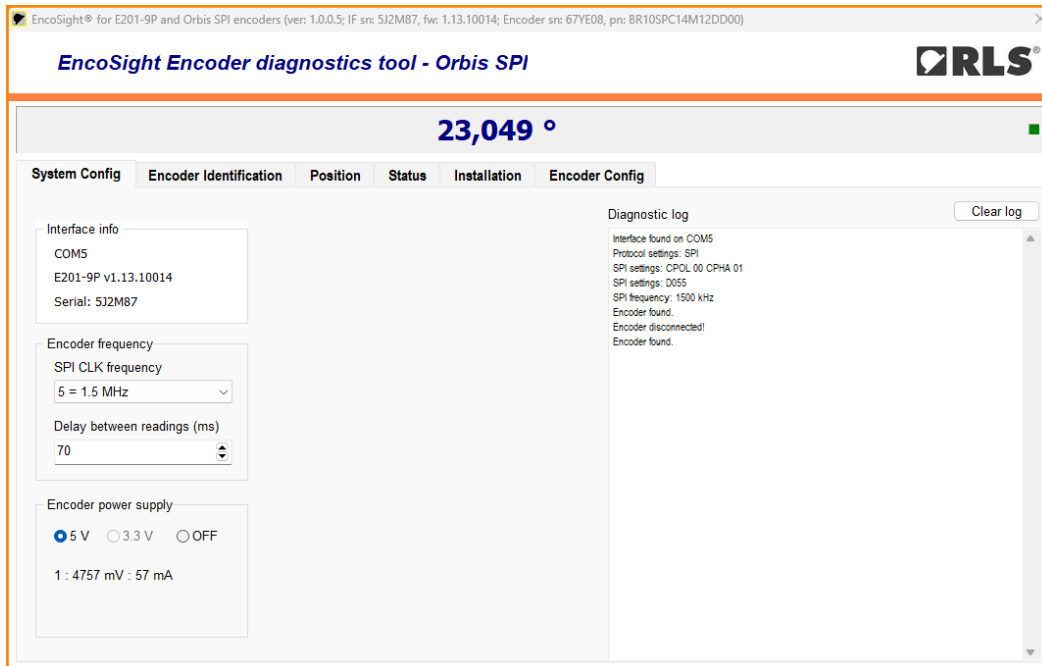 EncoSight® for E201-9P and Orbis SPI encoders (ver: 1.0.0.5; IF sn: 5J2M87, fw: 1.13.10014; Encoder sn: 67YE08, pn: BR10SPC14M12DD00)
EncoSight Encoder diagnostics tool - Orbis SPI
RLS®
23,049 °
System Config Encoder Identification Position Status Installation Encoder Config
Interface info
COM5
E201-9P v1.13.10014
Serial: 5J2M87
Encoder frequency
SPI CLK frequency
5 = 1.5 MHz
Delay between readings (ms)
70
Encoder power supply
5 V 3.3 V OFF
1 : 4757 mV : 57 mA
Diagnostic log
Clear log
Interface found on COM5
Protocol settings: SPI
SPI settings: CPOL 00 CPHA 01
SPI settings: D055
SPI frequency: 1500 kHz
Encoder found.
Encoder disconnected!
Encoder found.